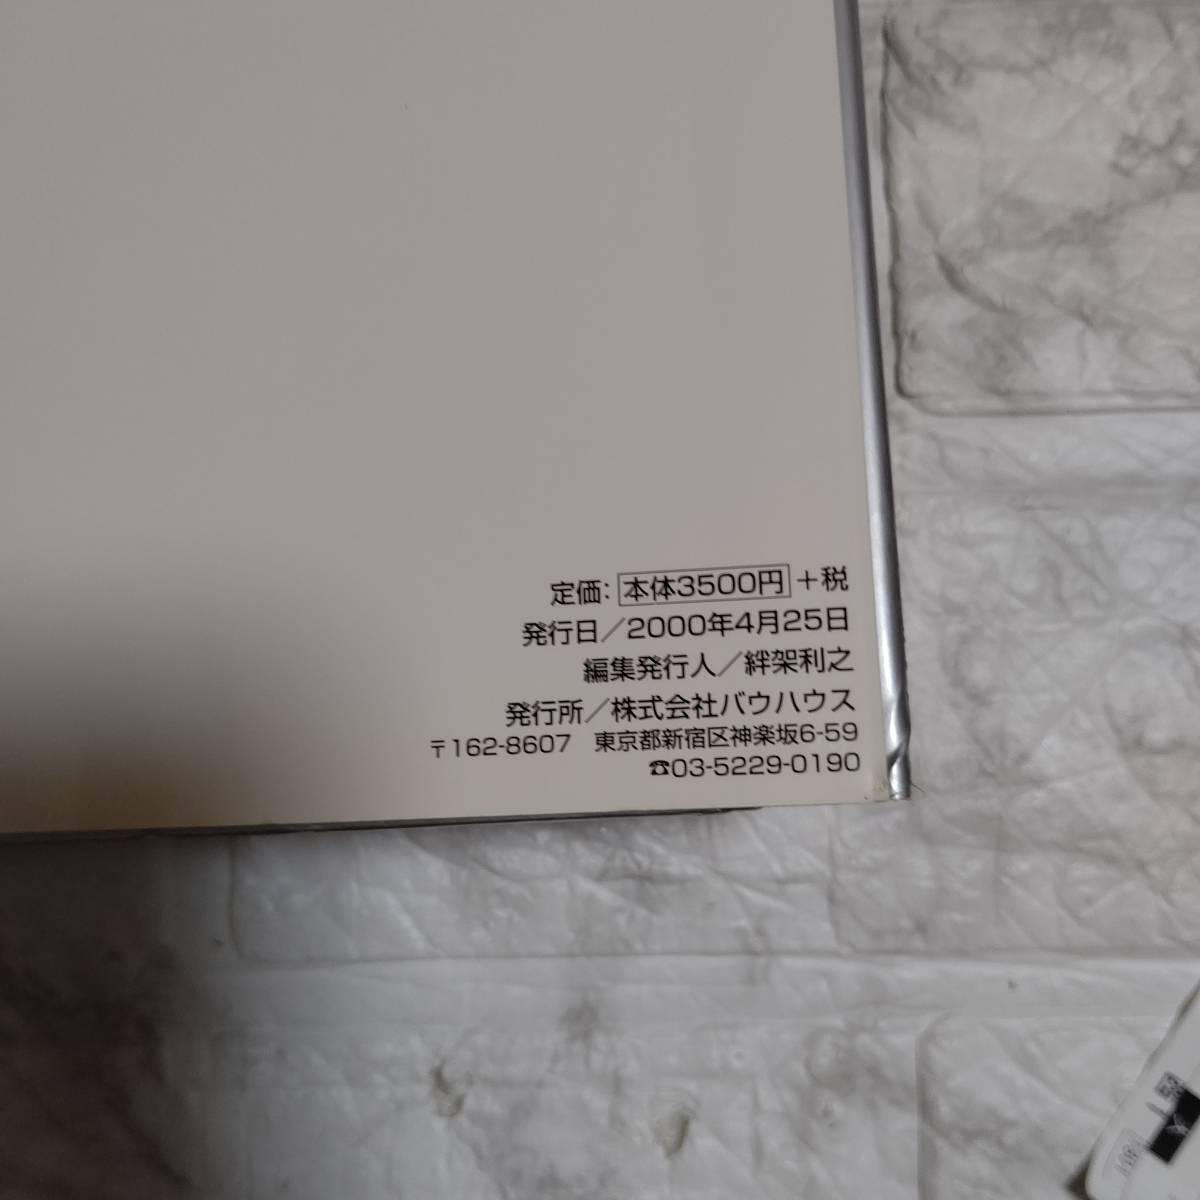 定価: 本体3500円 +税
発行日／2000年4月25日
編集発行人／絆架利之
発行所／株式会社バウハウス
〒162-8607 東京都新宿区神楽坂6-59
☎03-5229-0190